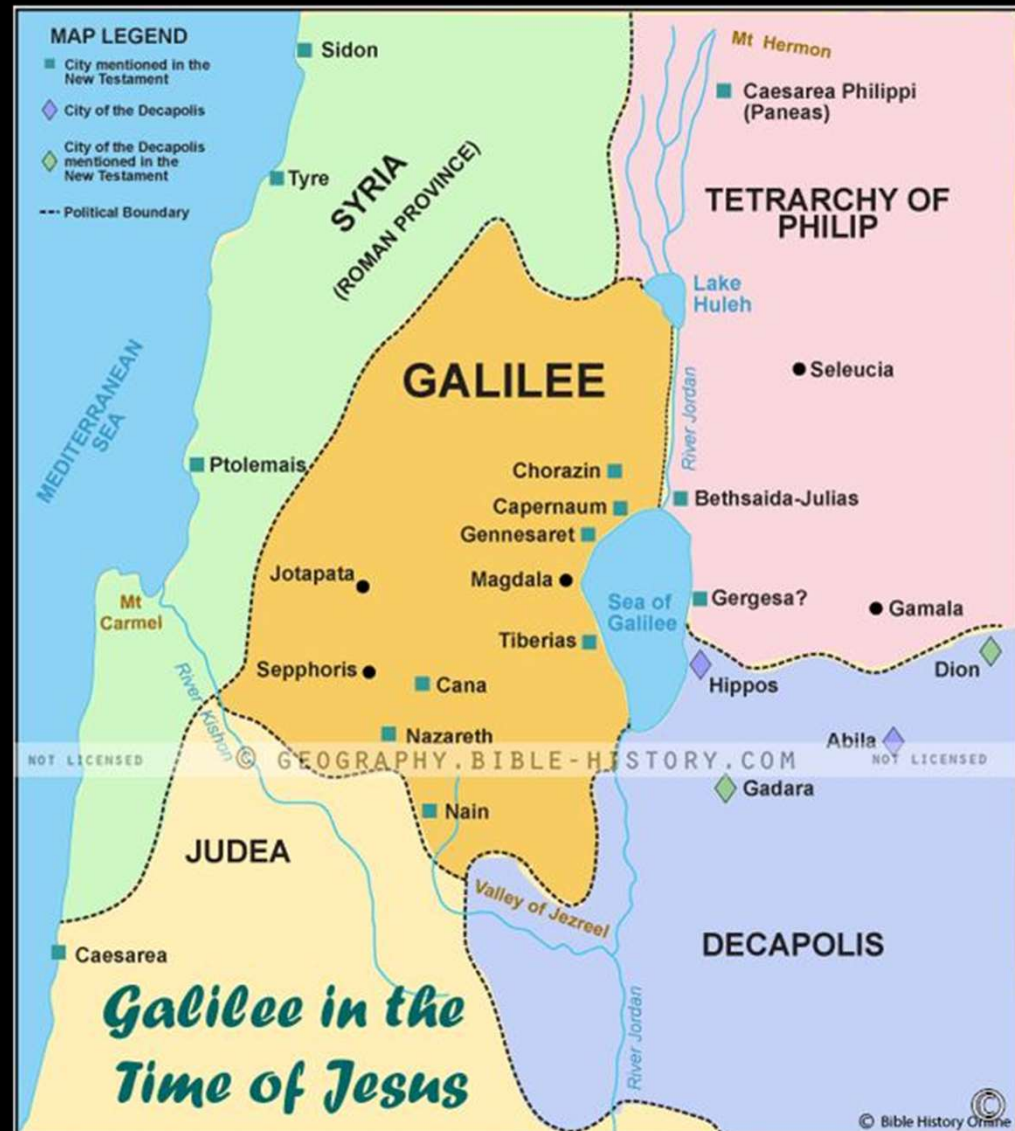 MAP LEGEND
City mentioned in the
New Testament
City of the Decapolis
City of the Decapolis
mentioned in the
New Testament
Political Boundary
Sidon
Mt Hermon
Caesarea Philippi
(Paneas)
Tyre
SYRIA
(ROMAN PROVINCE)
TETRARCHY OF
PHILIP
Lake
Huleh
MEDITERRANEAN
SEA
GALILEE
Seleucia
River Jordan
Ptolemais
Chorazin
Capernaum
Bethsaida-Julias
Gennesaret
Jotapata
Magdala
Mt
Carmel
Sea of
Galilee
Gergesa?
Gamala
Tiberias
Sepphoris
Cana
River Kishon
Hippos
Dion
Nazareth
Abila
NOT LICENSED
© GEOGRAPHY.BIBLE-HISTORY.COM
NOT LICENSED
Gadara
Nain
JUDEA
Valley of Jezreel
DECAPOLIS
Caesarea
Galilee in the
Time of Jesus
River Jordan
©
© Bible History Online